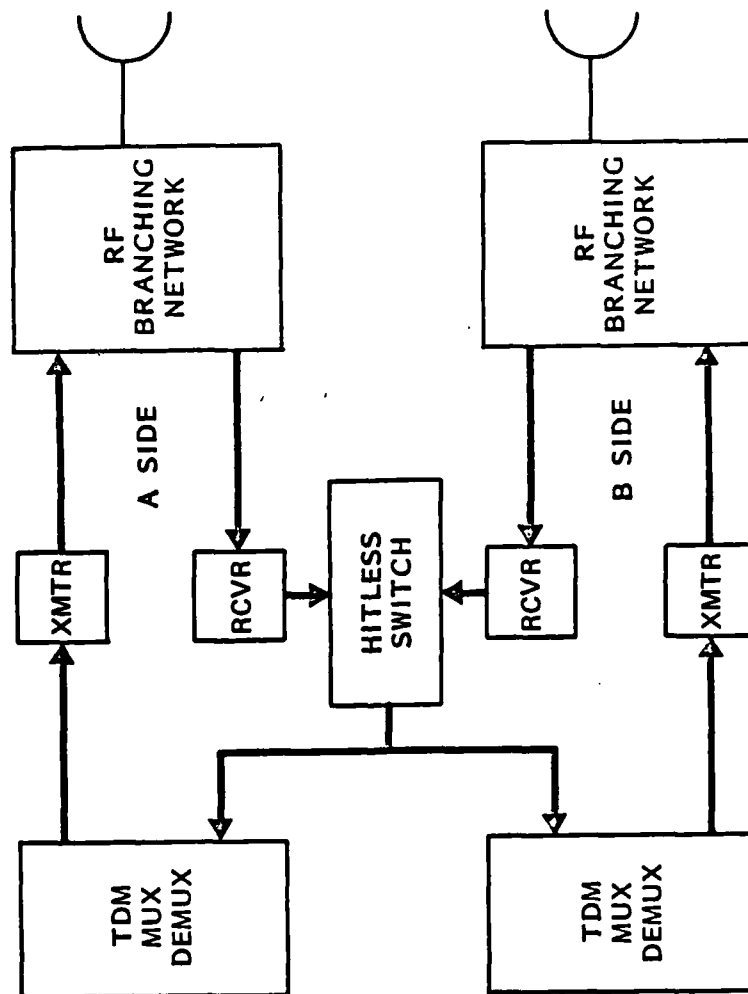 RF
BRANCHING
NETWORK
RF
BRANCHING
NETWORK
A SIDE
B SIDE
XMTR
RCVR
HITLESS
SWITCH
RCVR
XMTR
TDM
MUX
DEMUX
TDM
MUX
DEMUX